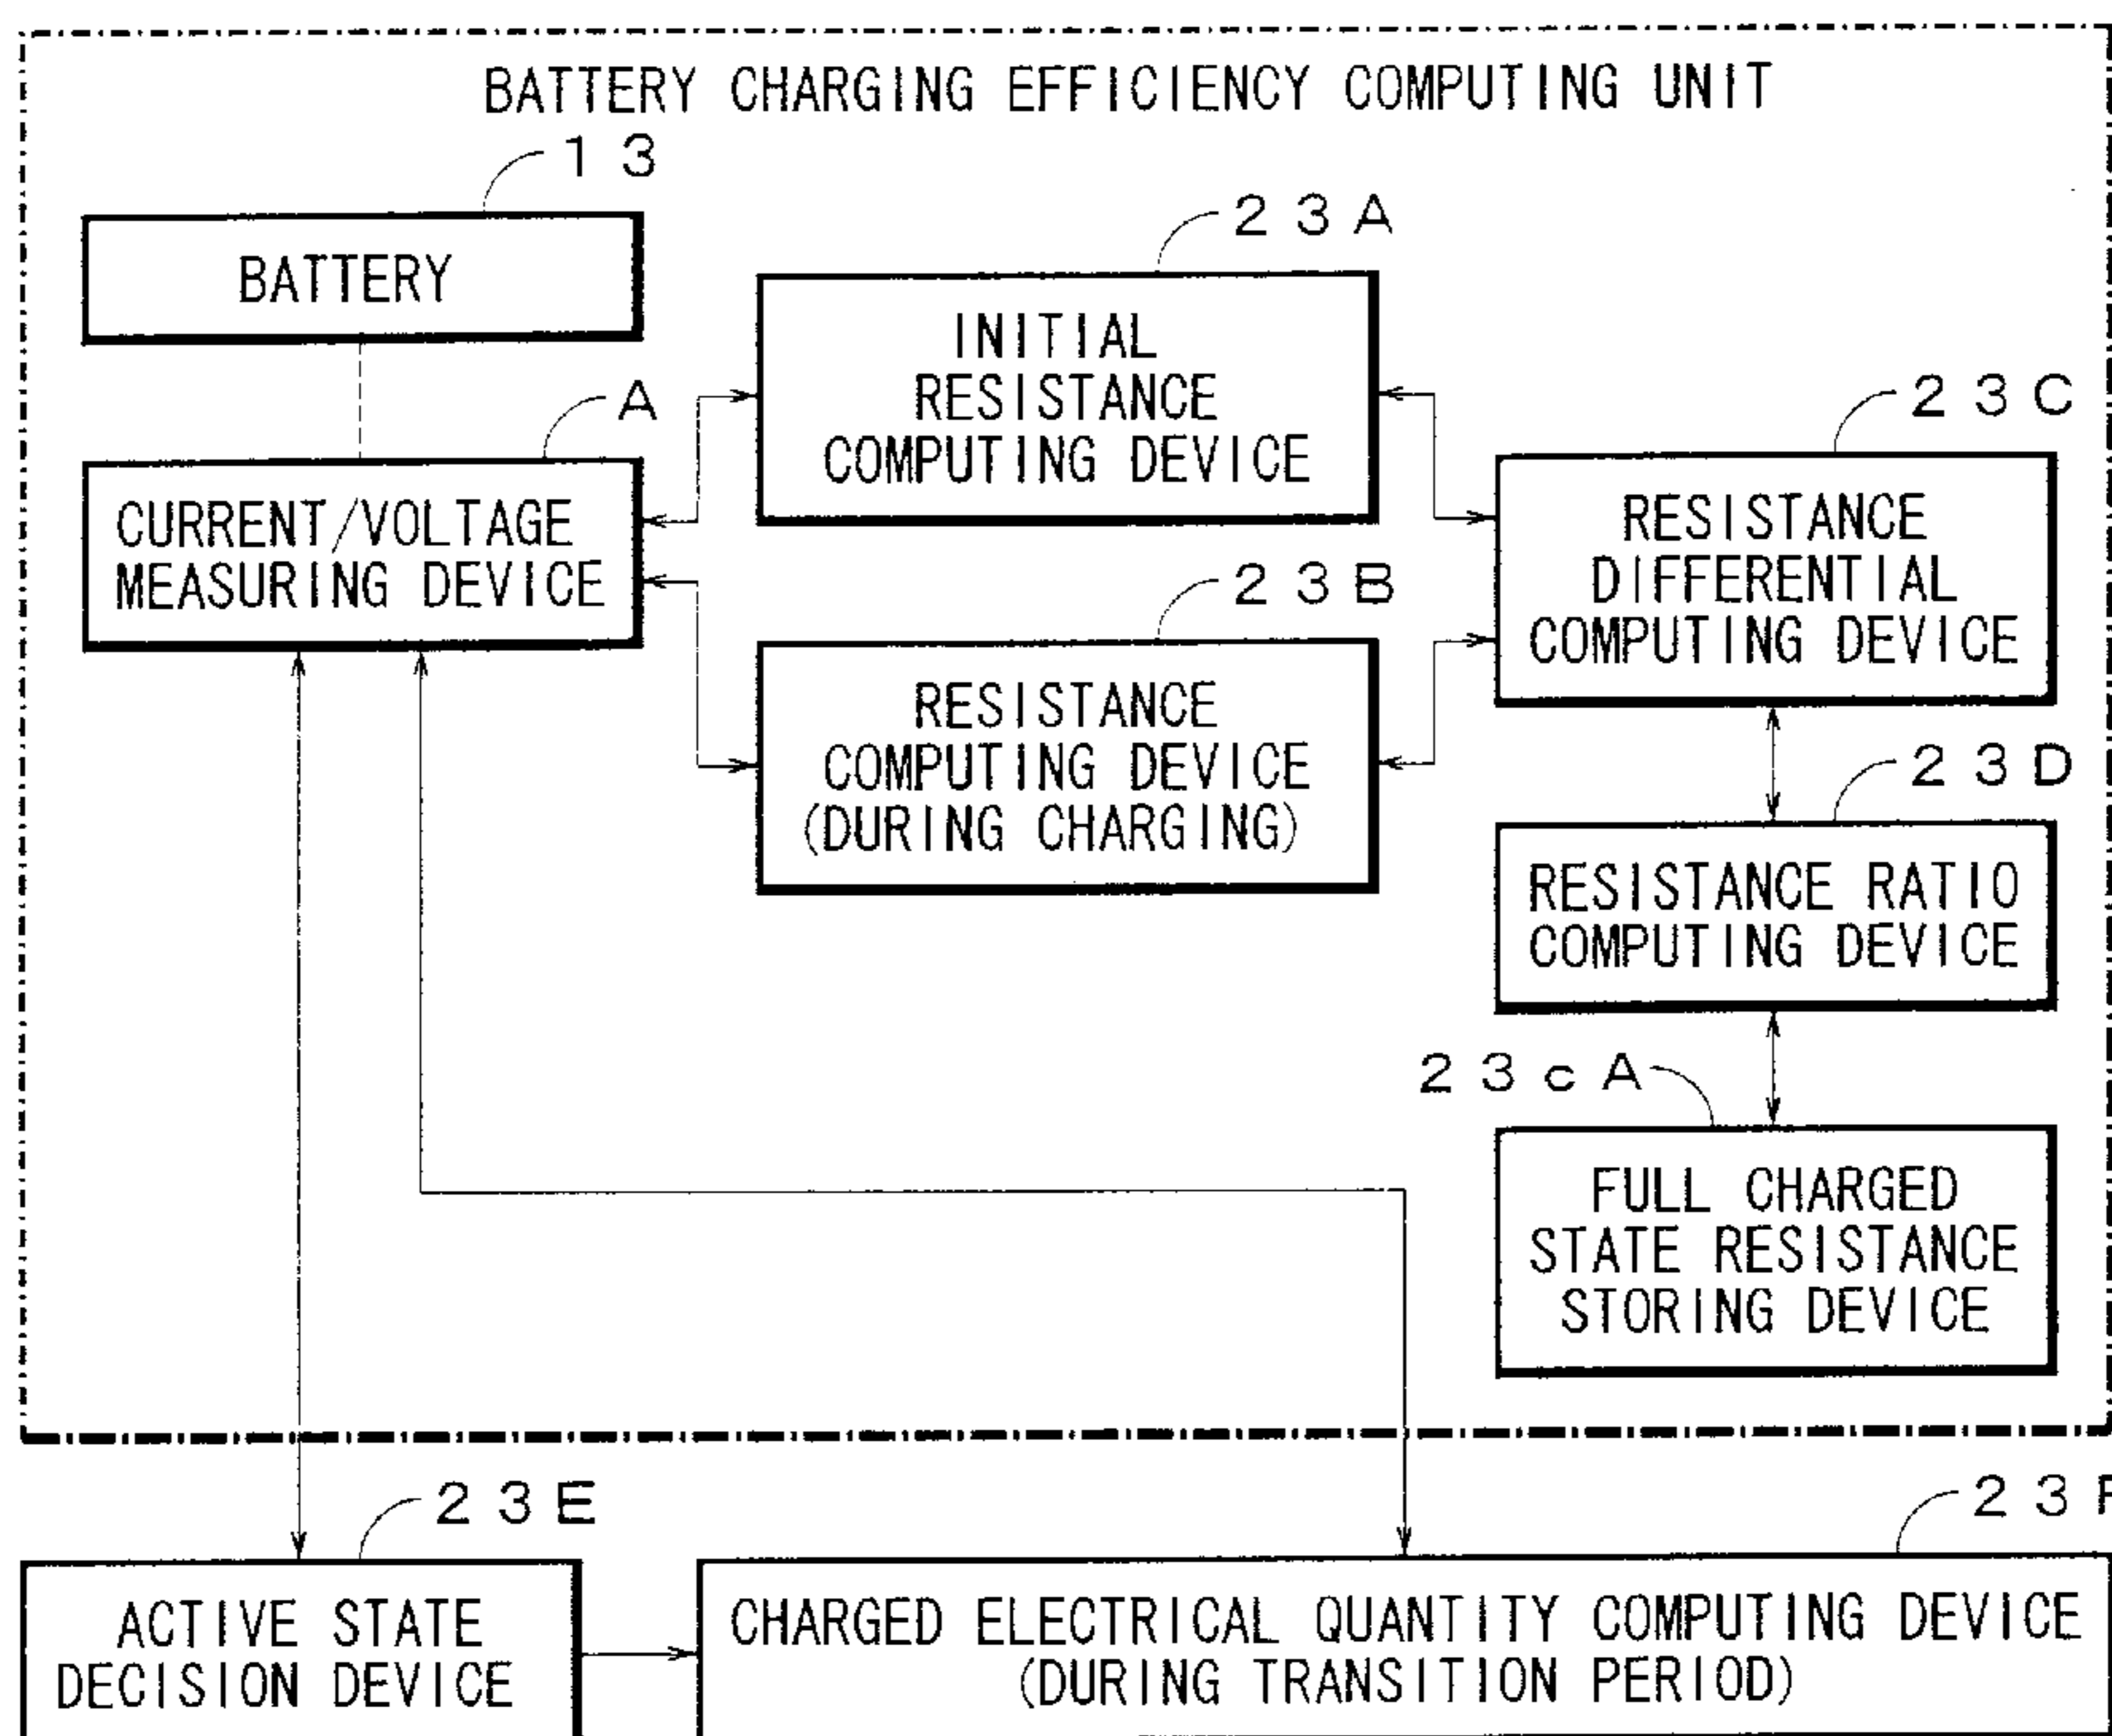 BATTERY CHARGING EFFICIENCY COMPUTING UNIT
13
BATTERY
23A
INITIAL
RESISTANCE
COMPUTING DEVICE
A
CURRENT/VOLTAGE
MEASURING DEVICE
23C
RESISTANCE
DIFFERENTIAL
COMPUTING DEVICE
23B
RESISTANCE
COMPUTING DEVICE
(DURING CHARGING)
23D
RESISTANCE RATIO
COMPUTING DEVICE
23cA
FULL CHARGED
STATE RESISTANCE
STORING DEVICE
23E
ACTIVE STATE
DECISION DEVICE
23F
CHARGED ELECTRICAL QUANTITY COMPUTING DEVICE
(DURING TRANSITION PERIOD)